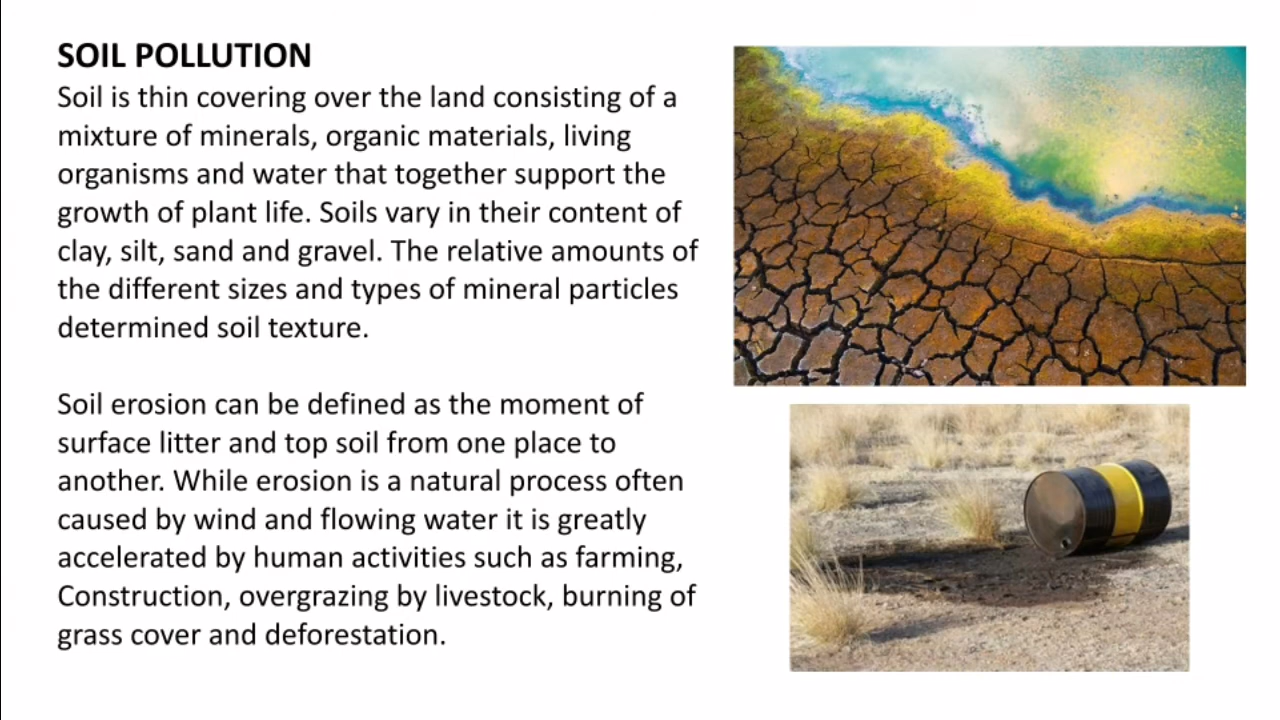 SOIL POLLUTION
Soil is thin covering over the land consisting of a
mixture of minerals, organic materials, living
organisms and water that together support the
growth of plant life. Soils vary in their content of
clay, silt, sand and gravel. The relative amounts of
the different sizes and types of mineral particles
determined soil texture.
Soil erosion can be defined as the moment of
surface litter and top soil from one place to
another. While erosion is a natural process often
caused by wind and flowing water it is greatly
accelerated by human activities such as farming,
Construction, overgrazing by livestock, burning of
grass cover and deforestation.